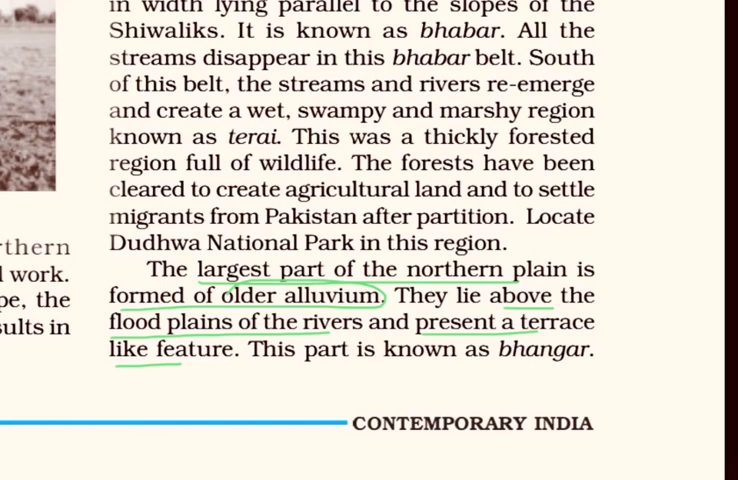 in width lying parallel to the slopes of the
Shiwaliks. It is known as bhabar. All the
streams disappear in this bhabar belt. South
of this belt, the streams and rivers re-emerge
and create a wet, swampy and marshy region
known as terai. This was a thickly forested
region full of wildlife. The forests have been
cleared to create agricultural land and to settle
migrants from Pakistan after partition. Locate
Dudhwa National Park in this region.
The largest part of the northern plain is
formed of older alluvium. They lie above the
flood plains of the rivers and present a terrace
like feature. This part is known as bhangar.
work.
the
in
CONTEMPORARY INDIA